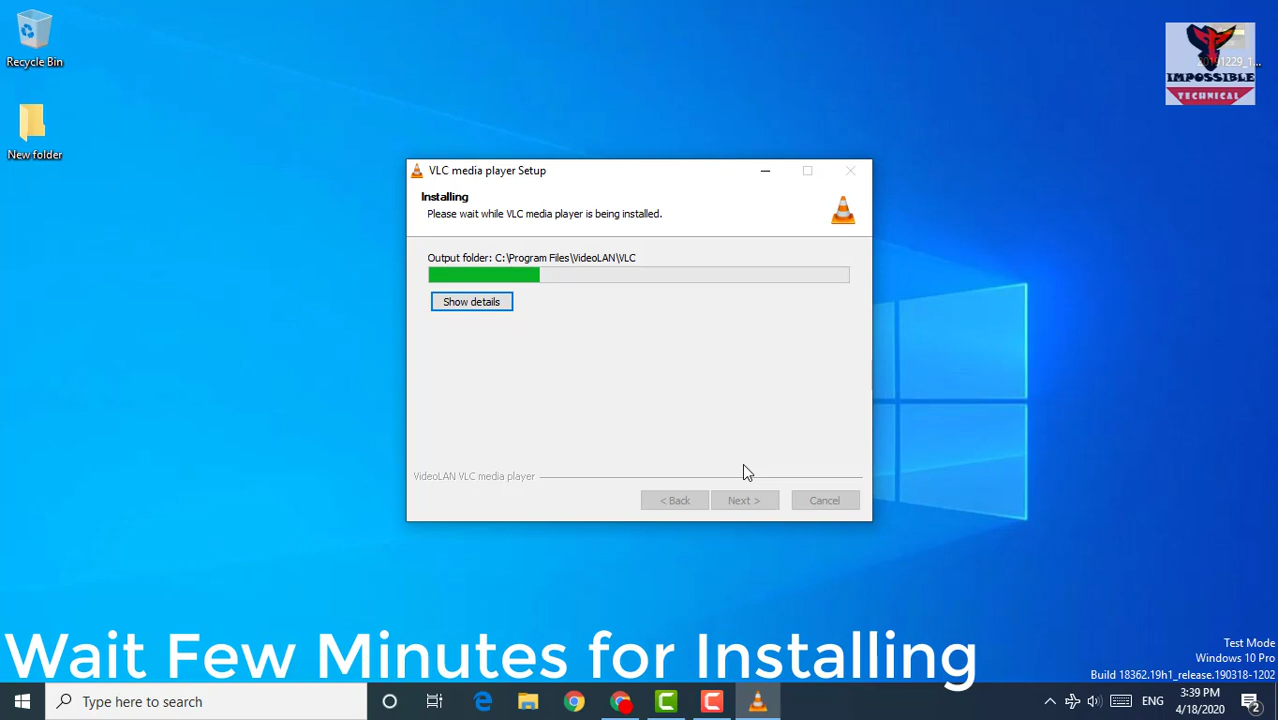 Recycle Bin
New folder
20191229_1...
IMPOSSIBLE
TECHNICAL
VLC media player Setup
Installing
Please wait while VLC media player is being installed.
Output folder: C:\Program Files\VideoLAN\VLC
Show details
VideoLAN VLC media player
< Back
Next >
Cancel
Wait Few Minutes for Installing
Test Mode
Windows 10 Pro
Build 18362.19h1_release.190318-1202
Type here to search
ENG
3:39 PM
4/18/2020
2